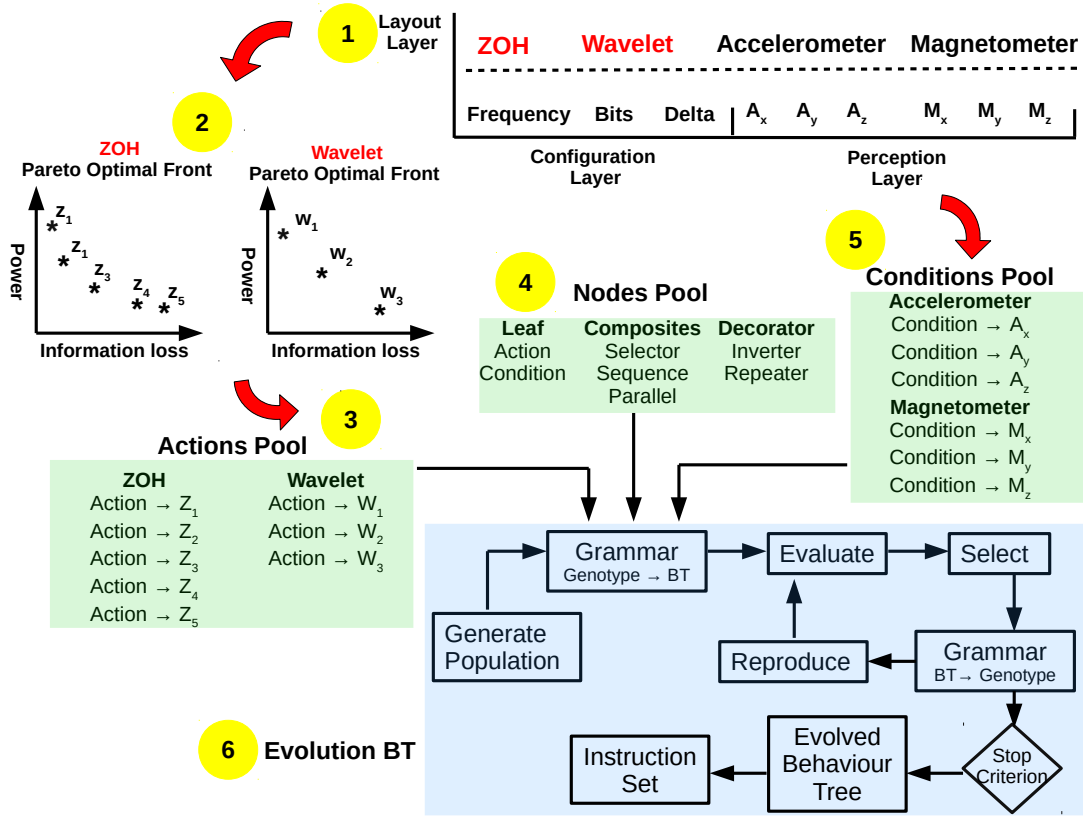 1
Layout
Layer
ZOH Wavelet Accelerometer Magnetometer
Frequency Bits Delta Ax Ay Az Mx My Mz
Configuration
Layer
Perception
Layer
2
ZOH
Pareto Optimal Front
Power
z1
z1
z3
z4
z5
Information loss
Wavelet
Pareto Optimal Front
Power
w1
w2
w3
Information loss
3
Actions Pool
ZOH
Action → Z1
Action → Z2
Action → Z3
Action → Z4
Action → Z5
Wavelet
Action → W1
Action → W2
Action → W3
4
Nodes Pool
Leaf
Action
Condition
Composites
Selector
Sequence
Parallel
Decorator
Inverter
Repeater
5
Conditions Pool
Accelerometer
Condition → Ax
Condition → Ay
Condition → Az
Magnetometer
Condition → Mx
Condition → My
Condition → Mz
6
Evolution BT
Generate
Population
Grammar
Genotype → BT
Evaluate
Select
Grammar
BT→ Genotype
Reproduce
Stop
Criterion
Evolved
Behaviour
Tree
Instruction
Set